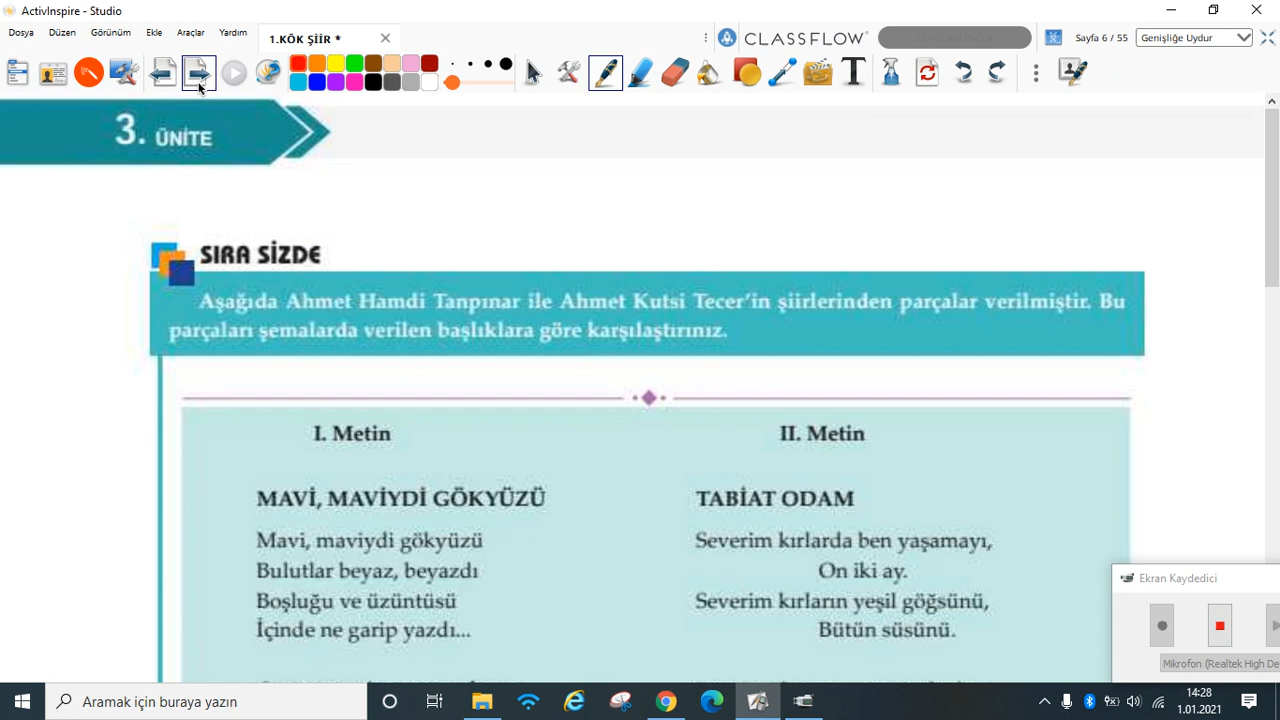 ActivInspire - Studio
Dosya Düzen Görünüm Ekle Araçlar Yardım
1.KÖK ŞİİR *
CLASSFLOW
Sayfa 6 / 55
Genişliğe Uydur
3. ÜNİTE
SIRA SİZDE
Aşağıda Ahmet Hamdi Tanpınar ile Ahmet Kutsi Tecer'in şiirlerinden parçalar verilmiştir. Bu
parçaları şemalarda verilen başlıklara göre karşılaştırınız.
I. Metin
MAVİ, MAVİYDİ GÖKYÜZÜ
Mavi, maviydi gökyüzü
Bulutlar beyaz, beyazdı
Boşluğu ve üzüntüsü
İçinde ne garip yazdı...
II. Metin
TABİAT ODAM
Severim kırlarda ben yaşamayı,
On iki ay.
Severim kırların yeşil göğsünü,
Bütün süsünü.
Ekran Kaydedici
Mikrofon (Realtek High De
Aramak için buraya yazın
14:28
1.01.2021